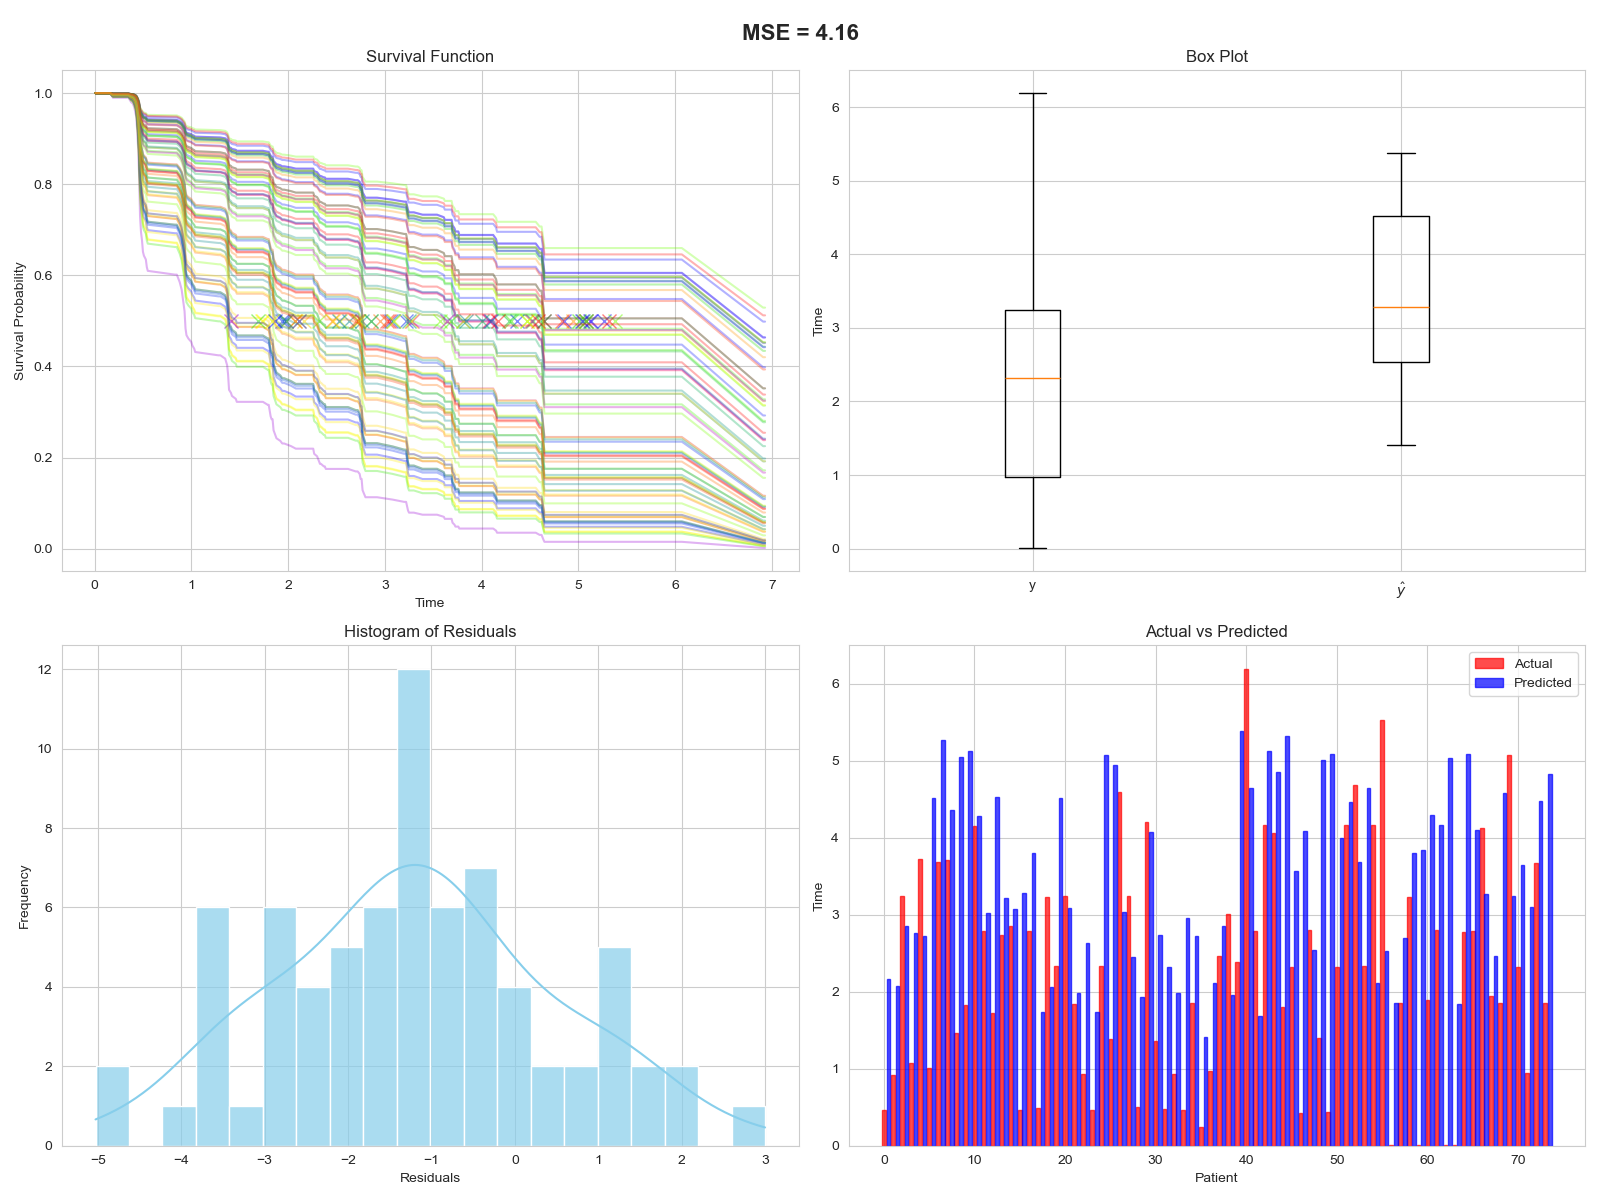 MSE = 4.16
Survival Function
Survival Probability
1.0
0.8
0.6
0.4
0.2
0.0
0 1 2 3 4 5 6 7
Time
Box Plot
Time
6
5
4
3
2
1
0
y ŷ
Histogram of Residuals
Frequency
12
10
8
6
4
2
0
−5 −4 −3 −2 −1 0 1 2 3
Residuals
Actual vs Predicted
Actual
Predicted
Time
6
5
4
3
2
1
0
0 10 20 30 40 50 60 70
Patient